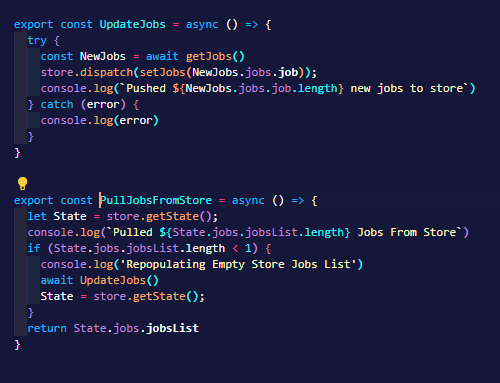 export const UpdateJobs = async () => {
try {
const NewJobs = await getJobs()
store.dispatch(setJobs(NewJobs.jobs.job));
console.log(`Pushed ${NewJobs.jobs.job.length} new jobs to store`)
} catch (error) {
console.log(error)
}
}
export const PullJobsFromStore = async () => {
let State = store.getState();
console.log(`Pulled ${State.jobs.jobsList.length} Jobs From Store`)
if (State.jobs.jobsList.length < 1) {
console.log('Repopulating Empty Store Jobs List')
await UpdateJobs()
State = store.getState();
}
return State.jobs.jobsList
}